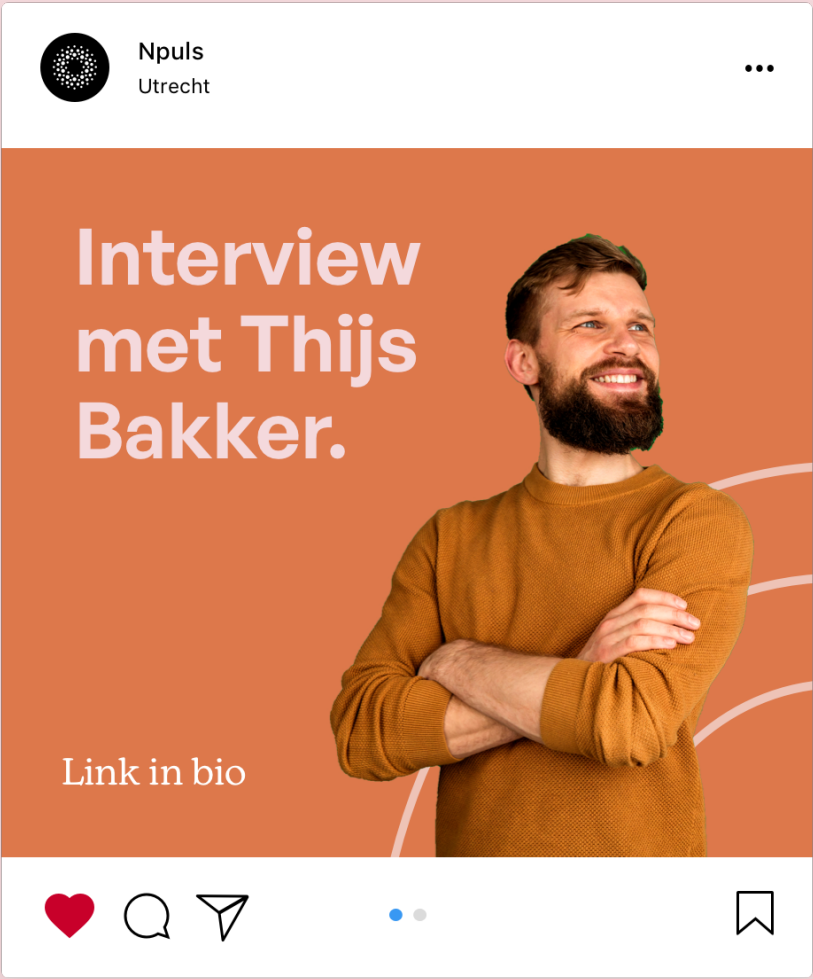 Npuls
Utrecht
Interview
met Thijs
Bakker.
Link in bio